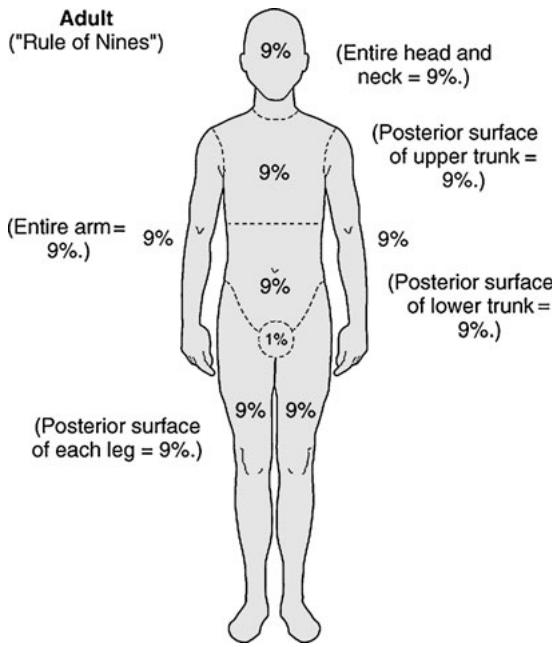 Adult
("Rule of Nines")
9%
(Entire head and
neck = 9%.)
(Posterior surface
of upper trunk =
9%.)
9%
(Entire arm=
9%.)
9%
9%
9%
(Posterior surface
of lower trunk=
9%.)
1%
9%
9%
(Posterior surface
of each leg = 9%.)